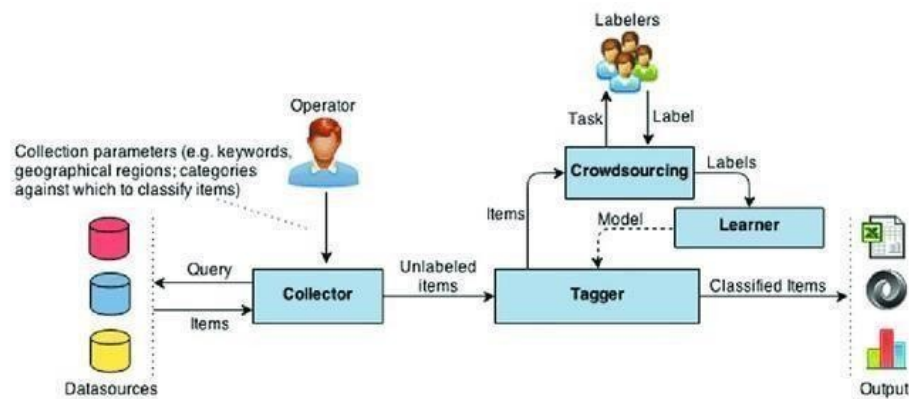 Labelers
Operator
Task
Label
Collection parameters (e.g. keywords,
geographical regions; categories
against which to classify items)
Crowdsourcing
Labels
Items
Learner
Model
Query
Collector
Unlabeled
items
Tagger
Classified Items
Items
Datasources
Output